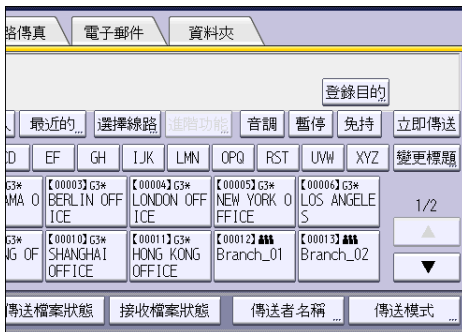 路傳真 電子郵件 資料夾
登錄目的
最近的 選擇線路 進階功能 音調 暫停 免持 立即傳送
CD EF GH IJK LMN OPQ RST UVW XYZ 變更標題
G3* 【00003】G3* 【00004】G3* 【00005】G3* 【00006】G3*
AMA O BERLIN OFF LONDON OFF NEW YORK O LOS ANGELE 1/2
ICE ICE FFICE S
G3* 【00010】G3* 【00011】G3* 【00012】 【00013】
NG OF SHANGHAI HONG KONG Branch_01 Branch_02
OFFICE OFFICE
傳送檔案狀態 接收檔案狀態 傳送者名稱 傳送模式